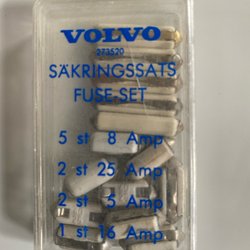 VOLVO
273520
SÄKRINGSSATS
FUSE-SET
5 st 8 Amp
2 st 25 Amp
2 st 5 Amp
1 st 16 Amp